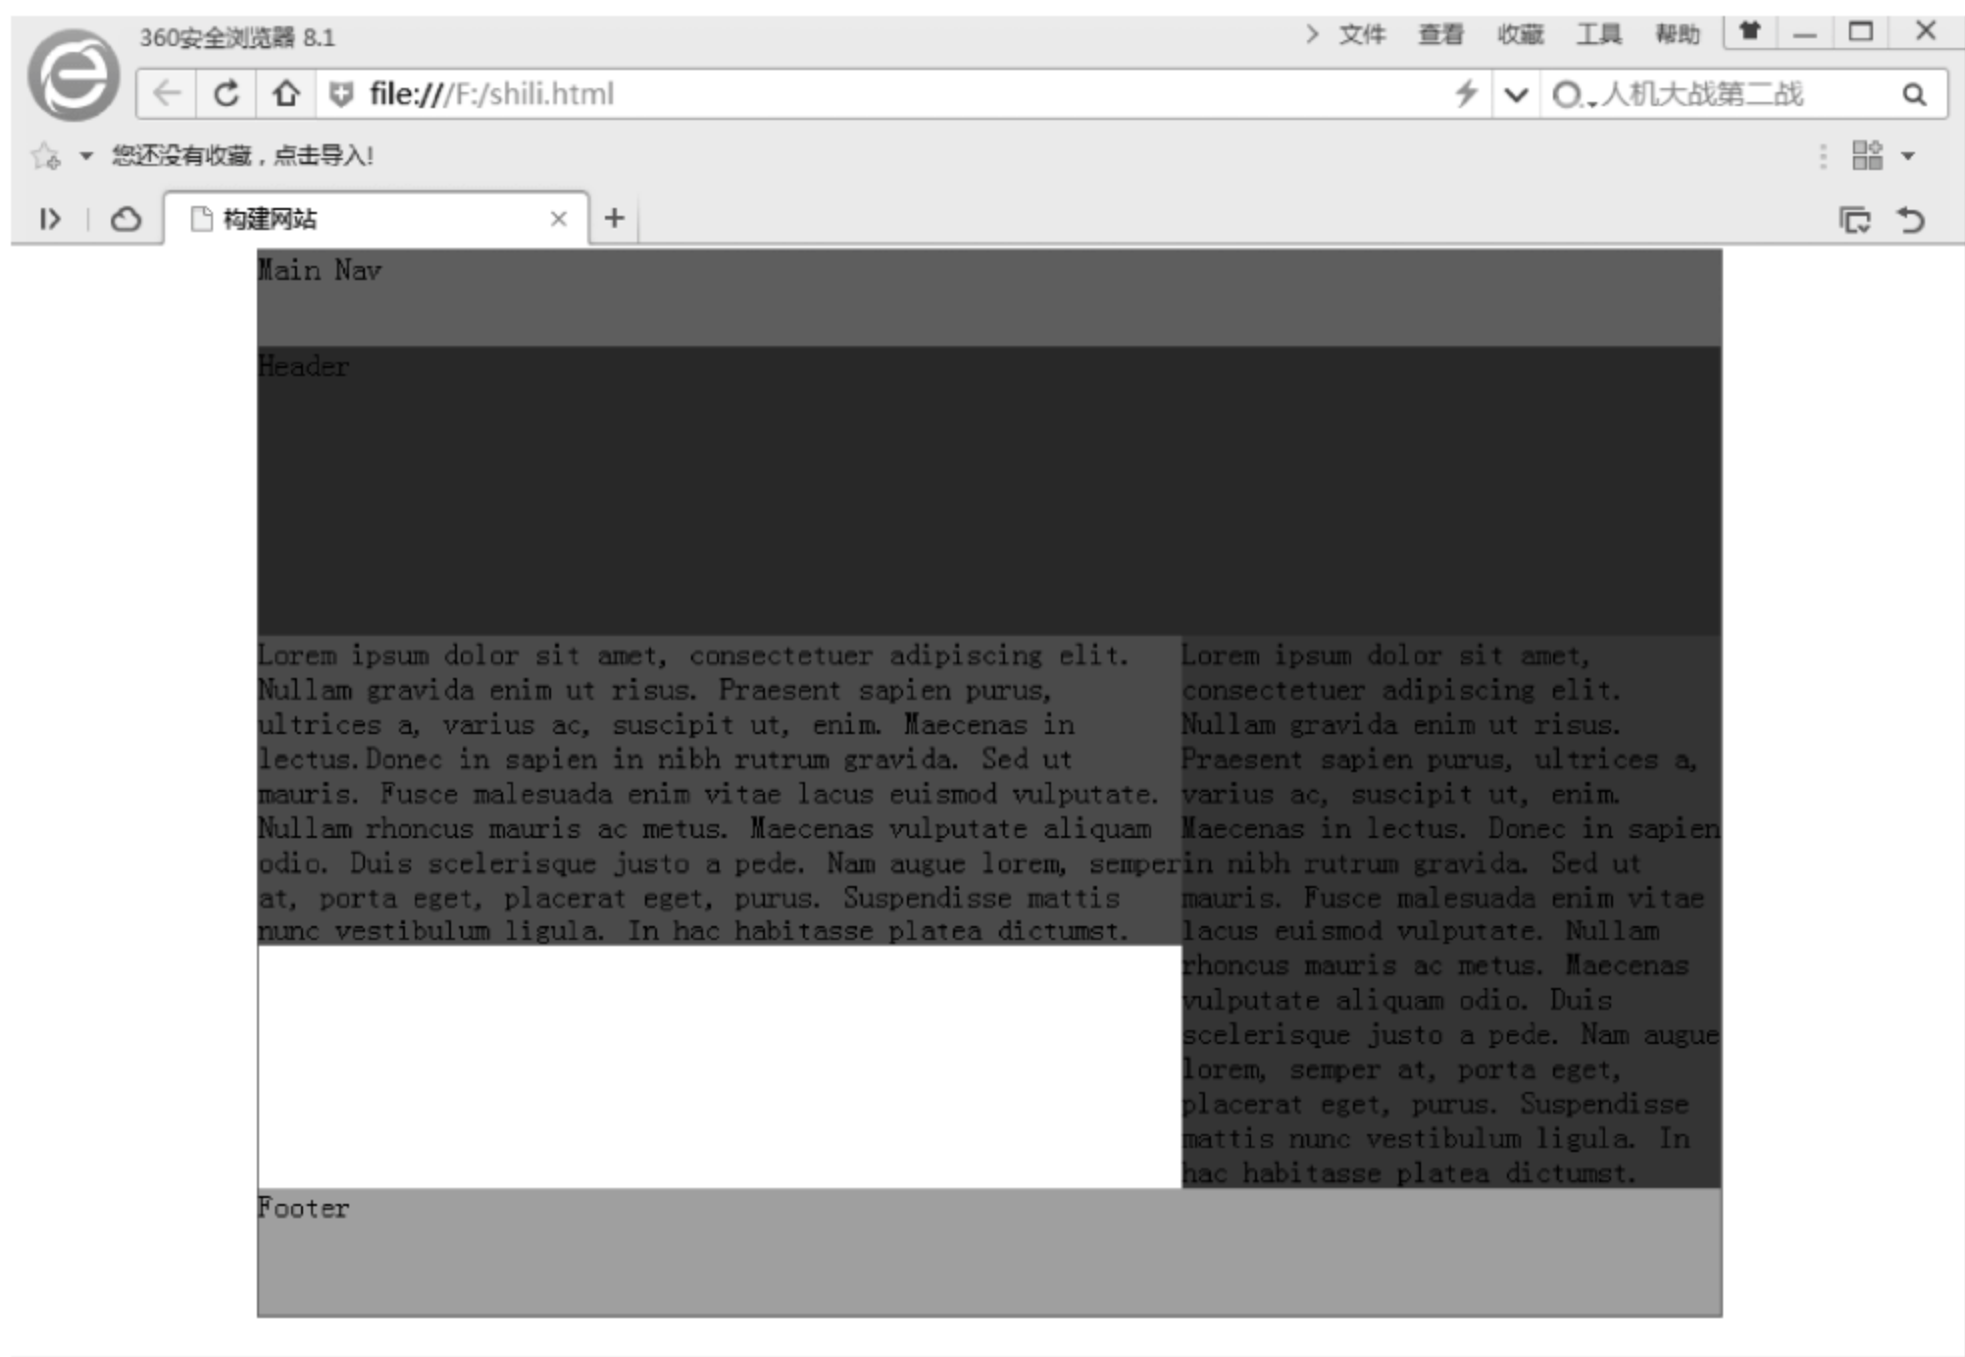 360安全浏览器 8.1
文件 查看 收藏 工具 帮助
file:///F:/shili.html
人机大战第二战
您还没有收藏，点击导入!
构建网站
Main Nav
Header
Lorem ipsum dolor sit amet, consectetuer adipiscing elit.
Nullam gravida enim ut risus. Praesent sapien purus,
ultrices a, varius ac, suscipit ut, enim. Maecenas in
lectus.Donec in sapien in nibh rutrum gravida. Sed ut
mauris. Fusce malesuada enim vitae lacus euismod vulputate.
Nullam rhoncus mauris ac metus. Maecenas vulputate aliquam
odio. Duis scelerisque justo a pede. Nam augue lorem, semper
at, porta eget, placerat eget, purus. Suspendisse mattis
nunc vestibulum ligula. In hac habitasse platea dictumst.
Lorem ipsum dolor sit amet,
consectetuer adipiscing elit.
Nullam gravida enim ut risus.
Praesent sapien purus, ultrices a,
varius ac, suscipit ut, enim.
Maecenas in lectus. Donec in sapien
in nibh rutrum gravida. Sed ut
mauris. Fusce malesuada enim vitae
lacus euismod vulputate. Nullam
rhoncus mauris ac metus. Maecenas
vulputate aliquam odio. Duis
scelerisque justo a pede. Nam augue
lorem, semper at, porta eget,
placerat eget, purus. Suspendisse
mattis nunc vestibulum ligula. In
hac habitasse platea dictumst.
Footer